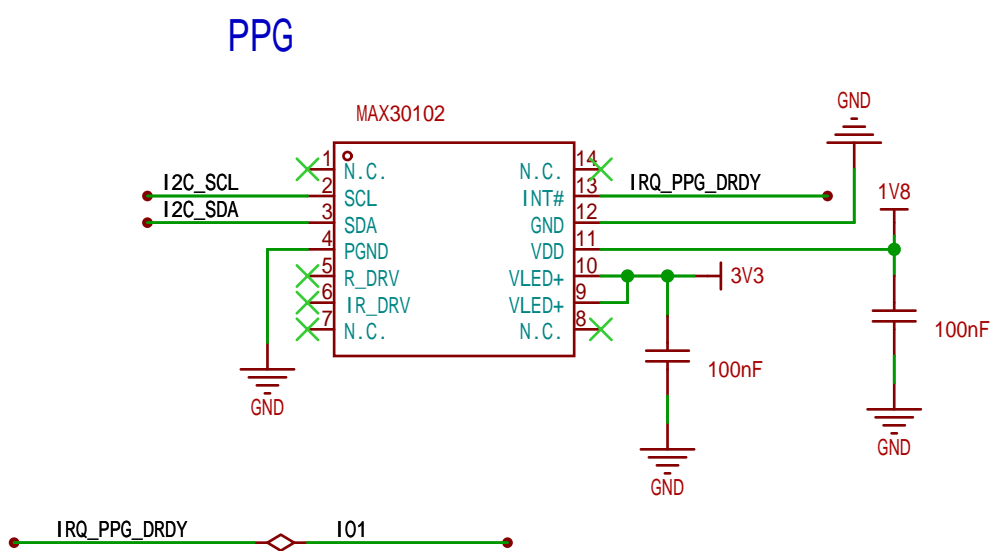 PPG
MAX30102
GND
1 N.C. N.C. 14
I2C_SCL 2 SCL INT# 13 IRQ_PPG_DRDY
I2C_SDA 3 SDA GND 12
1V8
4 PGND VDD 11
5 R_DRV VLED+ 10 3V3
6 IR_DRV VLED+ 9
7 N.C. N.C. 8
100nF
100nF
GND
GND
GND
IRQ_PPG_DRDY IO1